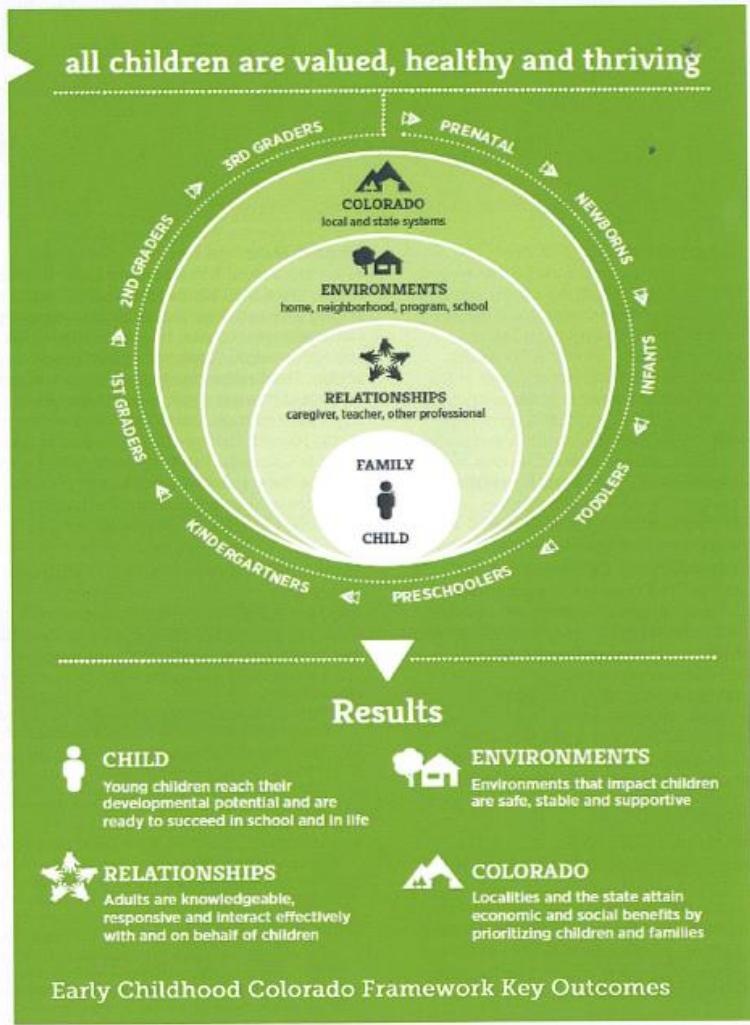 all children are valued, healthy and thriving
PRENATAL
NEWBORNS
INFANTS
TODDLERS
PRESCHOOLERS
KINDERGARTNERS
1ST GRADERS
2ND GRADERS
3RD GRADERS
COLORADO
local and state systems
ENVIRONMENTS
home, neighborhood, program, school
RELATIONSHIPS
caregiver, teacher, other professional
FAMILY
CHILD
Results
CHILD
Young children reach their
developmental potential and are
ready to succeed in school and in life
ENVIRONMENTS
Environments that impact children
are safe, stable and supportive
RELATIONSHIPS
Adults are knowledgeable,
responsive and interact effectively
with and on behalf of children
COLORADO
Localities and the state attain
economic and social benefits by
prioritizing children and families
Early Childhood Colorado Framework Key Outcomes